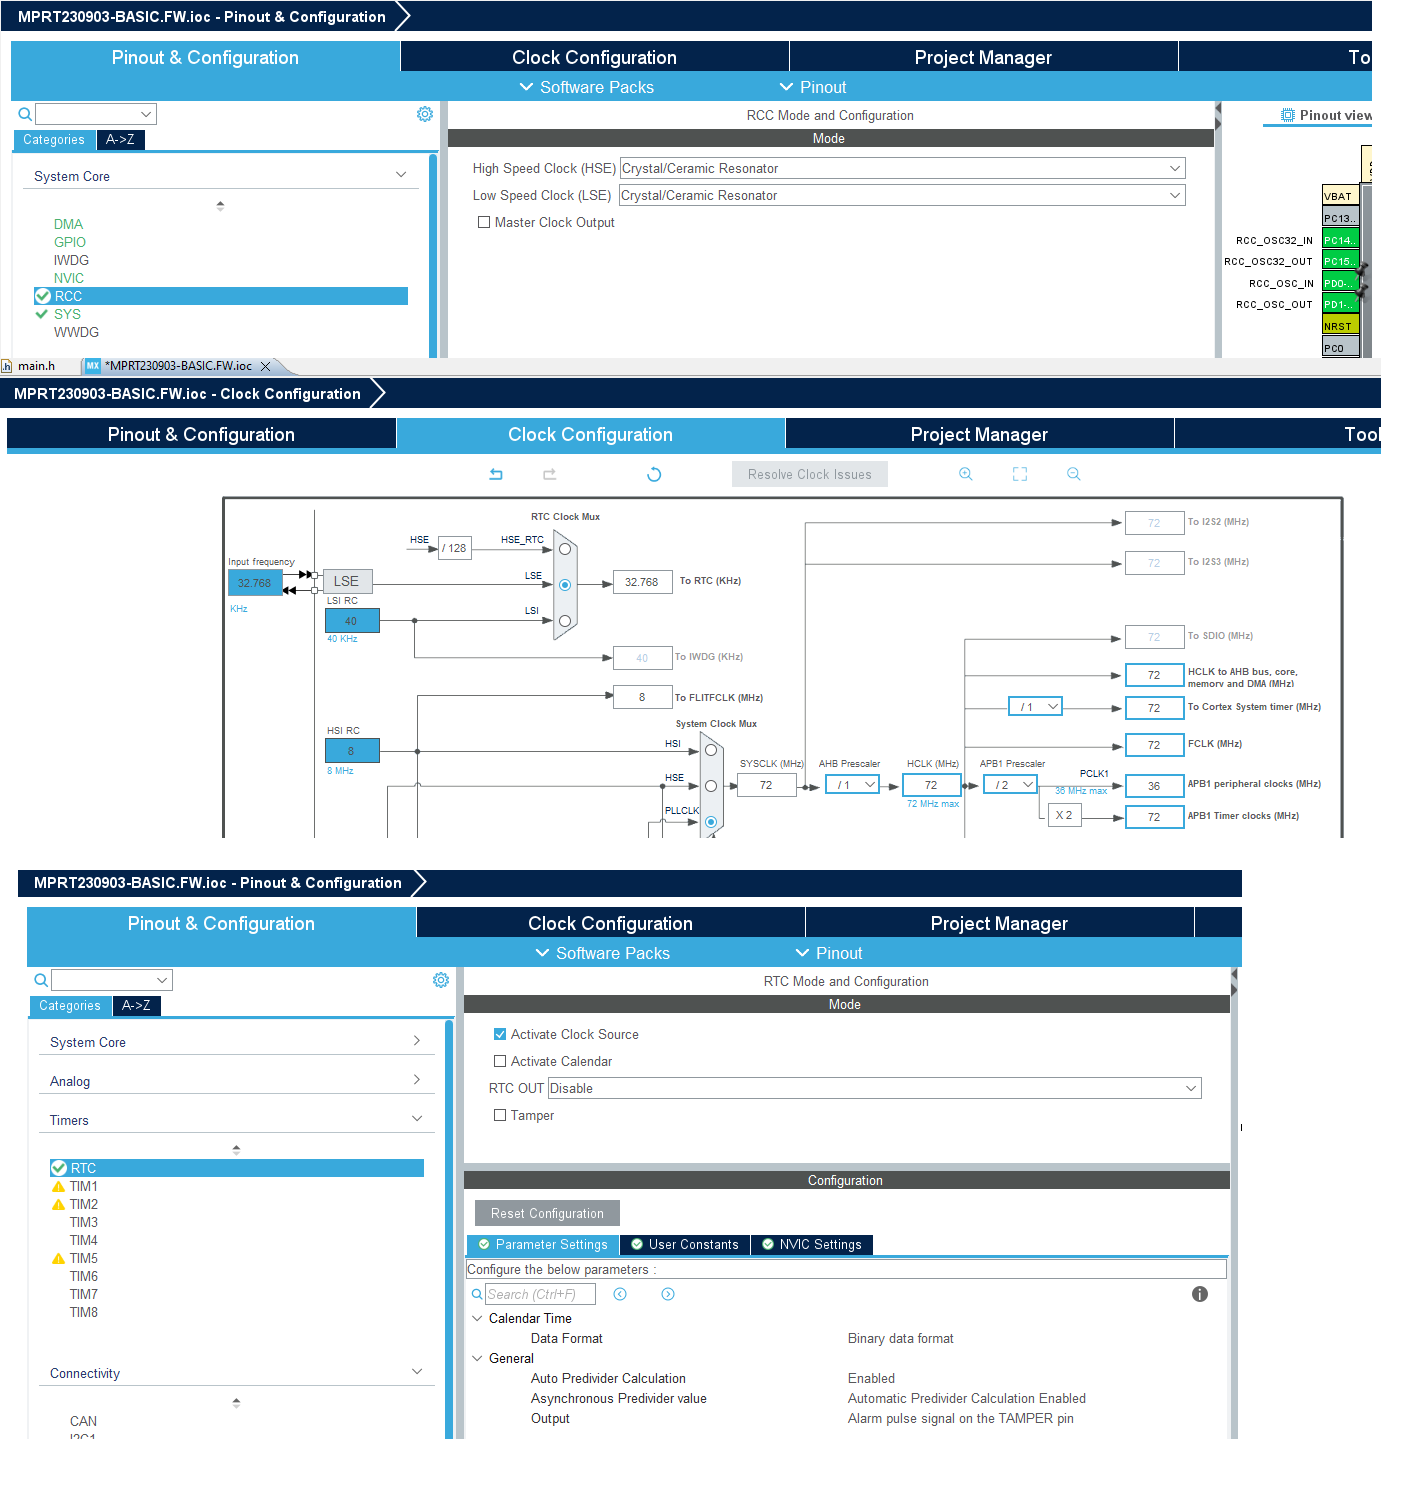 MPRT230903-BASIC.FW.ioc - Pinout & Configuration
Pinout & Configuration
Clock Configuration
Project Manager
To
Software Packs
Pinout
Categories
A->Z
RCC Mode and Configuration
Mode
Pinout view
System Core
High Speed Clock (HSE) Crystal/Ceramic Resonator
Low Speed Clock (LSE) Crystal/Ceramic Resonator
Master Clock Output
DMA
GPIO
IWDG
NVIC
RCC
SYS
WWDG
VBAT
PC13..
RCC_OSC32_IN PC14..
RCC_OSC32_OUT PC15..
RCC_OSC_IN PD0-..
RCC_OSC_OUT PD1-..
NRST
PC0
main.h
MX *MPRT230903-BASIC.FW.ioc
MPRT230903-BASIC.FW.ioc - Clock Configuration
Pinout & Configuration
Clock Configuration
Project Manager
Tool
Resolve Clock Issues
RTC Clock Mux
HSE
/ 128
HSE_RTC
Input frequency
32.768
KHz
LSE
LSE
32.768
To RTC (KHz)
LSI RC
40
40 KHz
LSI
40
To IWDG (KHz)
8
To FLITFCLK (MHz)
System Clock Mux
HSI RC
8
8 MHz
HSI
HSE
PLLCLK
SYSCLK (MHz)
72
AHB Prescaler
/ 1
HCLK (MHz)
72
72 MHz max
APB1 Prescaler
/ 2
PCLK1
36 MHz max
X 2
72
To I2S2 (MHz)
72
To I2S3 (MHz)
72
To SDIO (MHz)
72
HCLK to AHB bus, core,
memory and DMA (MHz)
/ 1
72
To Cortex System timer (MHz)
72
FCLK (MHz)
36
APB1 peripheral clocks (MHz)
72
APB1 Timer clocks (MHz)
MPRT230903-BASIC.FW.ioc - Pinout & Configuration
Pinout & Configuration
Clock Configuration
Project Manager
Software Packs
Pinout
Categories
A->Z
System Core
Analog
Timers
RTC
TIM1
TIM2
TIM3
TIM4
TIM5
TIM6
TIM7
TIM8
Connectivity
CAN
I2C1
RTC Mode and Configuration
Mode
Activate Clock Source
Activate Calendar
RTC OUT Disable
Tamper
Configuration
Reset Configuration
Parameter Settings
User Constants
NVIC Settings
Configure the below parameters :
Search (Ctrl+F)
Calendar Time
Data Format Binary data format
General
Auto Predivider Calculation Enabled
Asynchronous Predivider value Automatic Predivider Calculation Enabled
Output Alarm pulse signal on the TAMPER pin